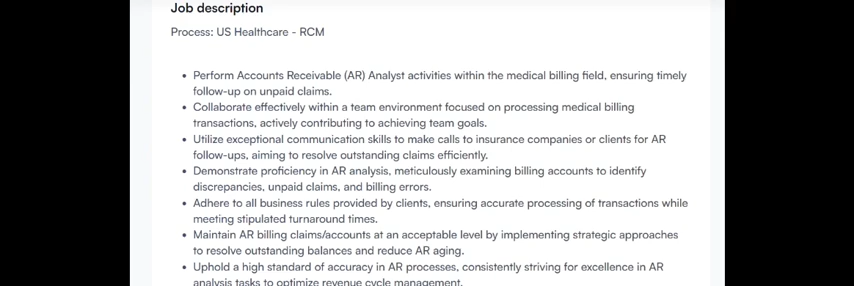 Job description
Process: US Healthcare - RCM
• Perform Accounts Receivable (AR) Analyst activities within the medical billing field, ensuring timely
follow-up on unpaid claims.
• Collaborate effectively within a team environment focused on processing medical billing
transactions, actively contributing to achieving team goals.
• Utilize exceptional communication skills to make calls to insurance companies or clients for AR
follow-ups, aiming to resolve outstanding claims efficiently.
• Demonstrate proficiency in AR analysis, meticulously examining billing accounts to identify
discrepancies, unpaid claims, and billing errors.
• Adhere to all business rules provided by clients, ensuring accurate processing of transactions while
meeting stipulated turnaround times.
• Maintain AR billing claims/accounts at an acceptable level by implementing strategic approaches
to resolve outstanding balances and reduce AR aging.
• Uphold a high standard of accuracy in AR processes, consistently striving for excellence in AR
analysis tasks to optimize revenue cycle management.